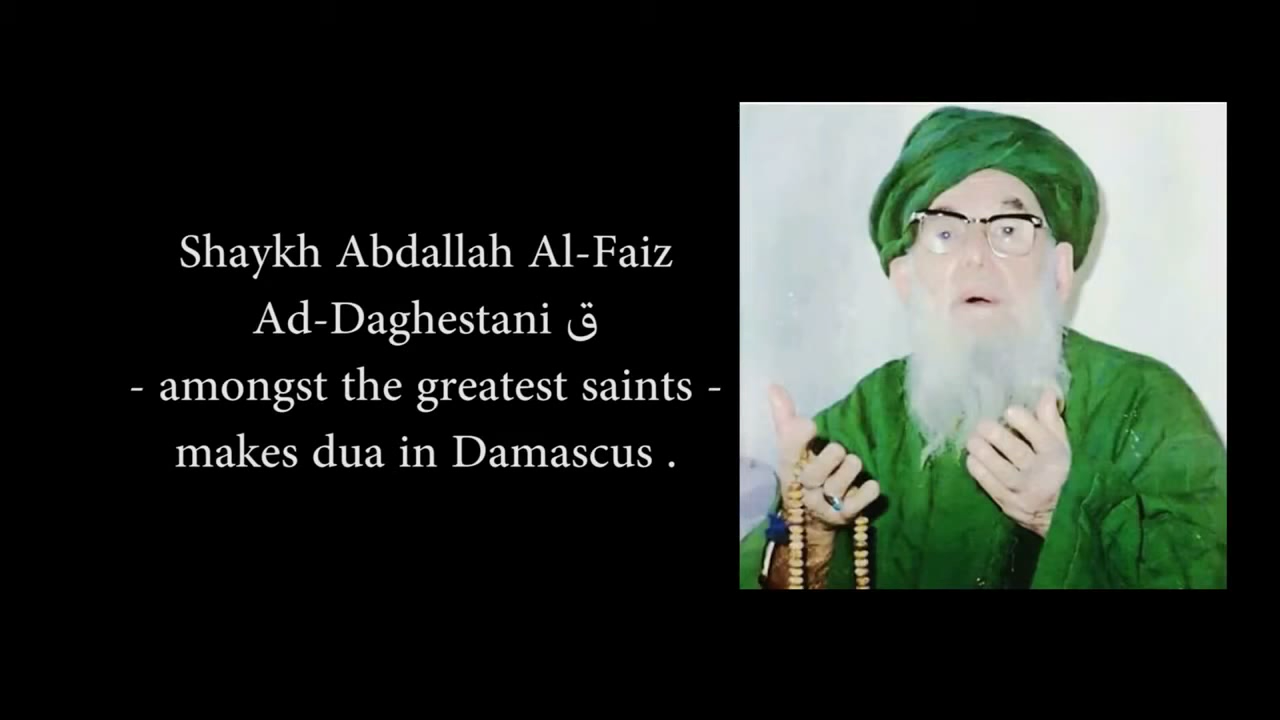 Shaykh Abdallah Al-Faiz
Ad-Daghestani ق
- amongst the greatest saints -
makes dua in Damascus .